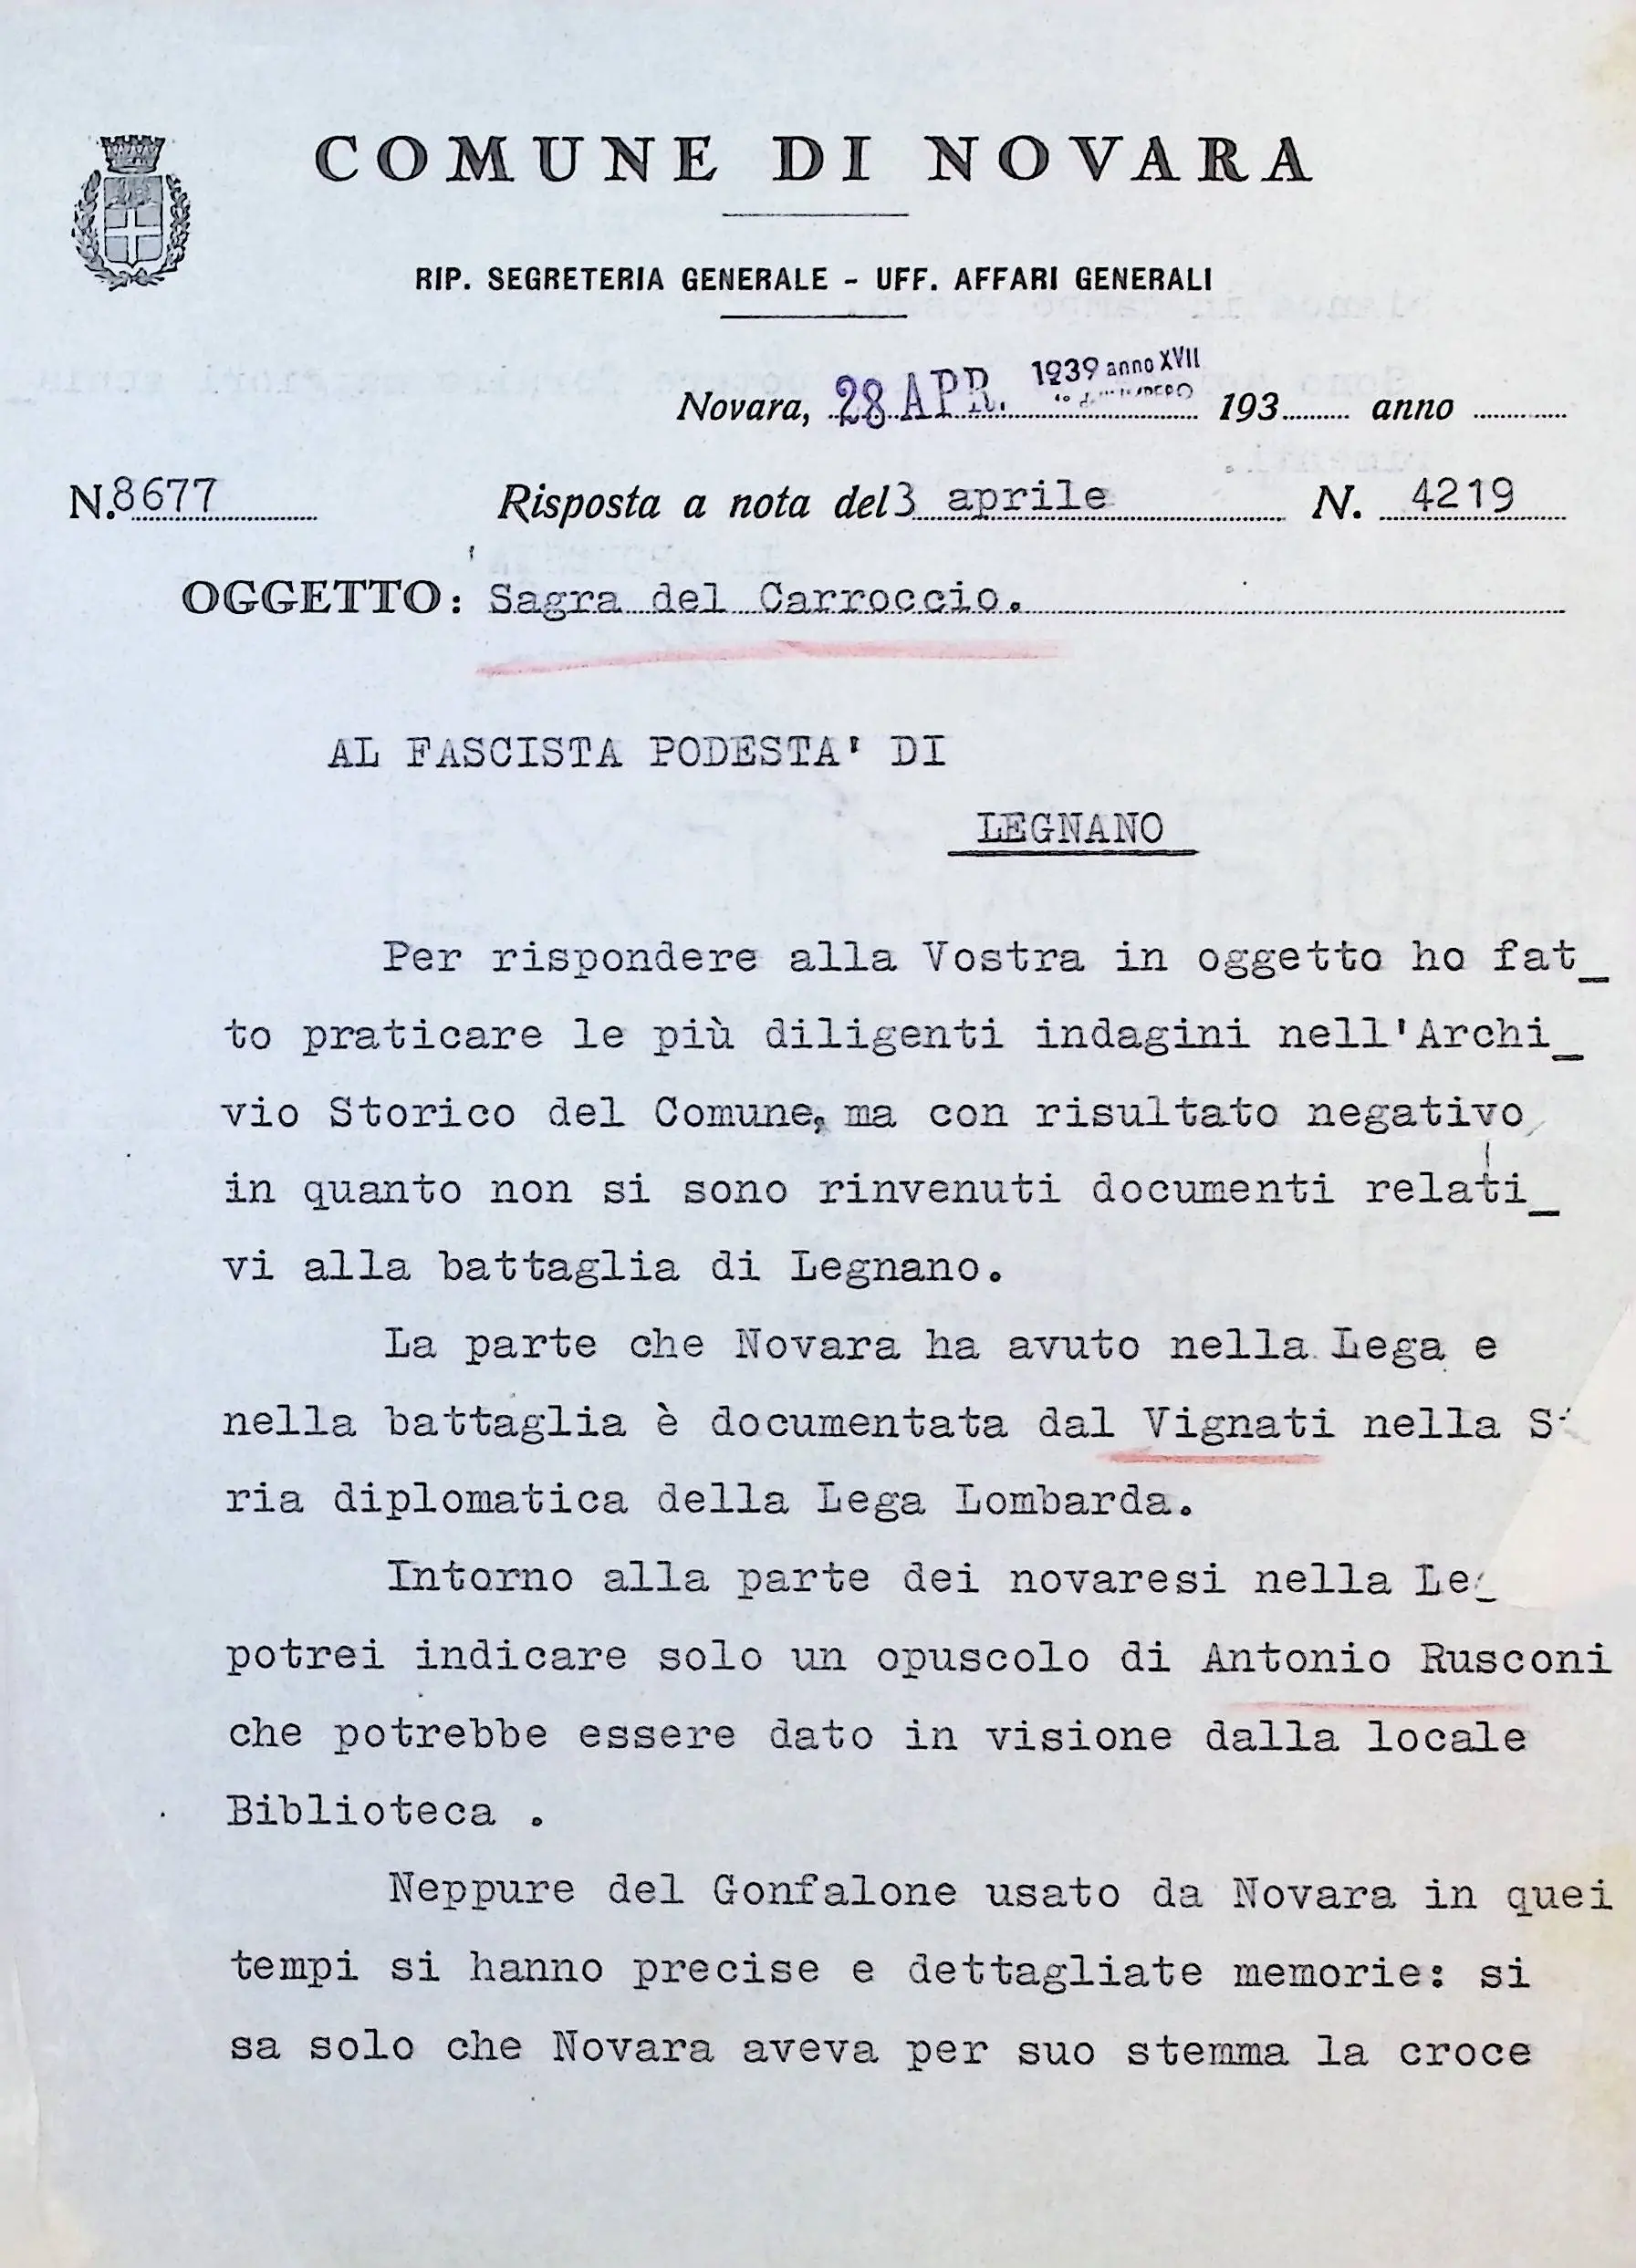 COMUNE DI NOVARA
RIP. SEGRETERIA GENERALE - UFF. AFFARI GENERALI
Novara, 28 APR. 1939 anno XVII 193 anno
N. 8677 Risposta a nota del 3 aprile N. 4219
OGGETTO: Sagra del Carroccio.
AL FASCISTA PODESTA' DI
LEGNANO
Per rispondere alla Vostra in oggetto ho fat_
to praticare le più diligenti indagini nell'Archi_
vio Storico del Comune, ma con risultato negativo
in quanto non si sono rinvenuti documenti relati_
vi alla battaglia di Legnano.
La parte che Novara ha avuto nella Lega e
nella battaglia è documentata dal Vignati nella
ria diplomatica della Lega Lombarda.
Intorno alla parte dei novaresi nella
potrei indicare solo un opuscolo di Antonio Rusconi
che potrebbe essere dato in visione dalla locale
Biblioteca .
Neppure del Gonfalone usato da Novara in quei
tempi si hanno precise e dettagliate memorie: si
sa solo che Novara aveva per suo stemma la croce